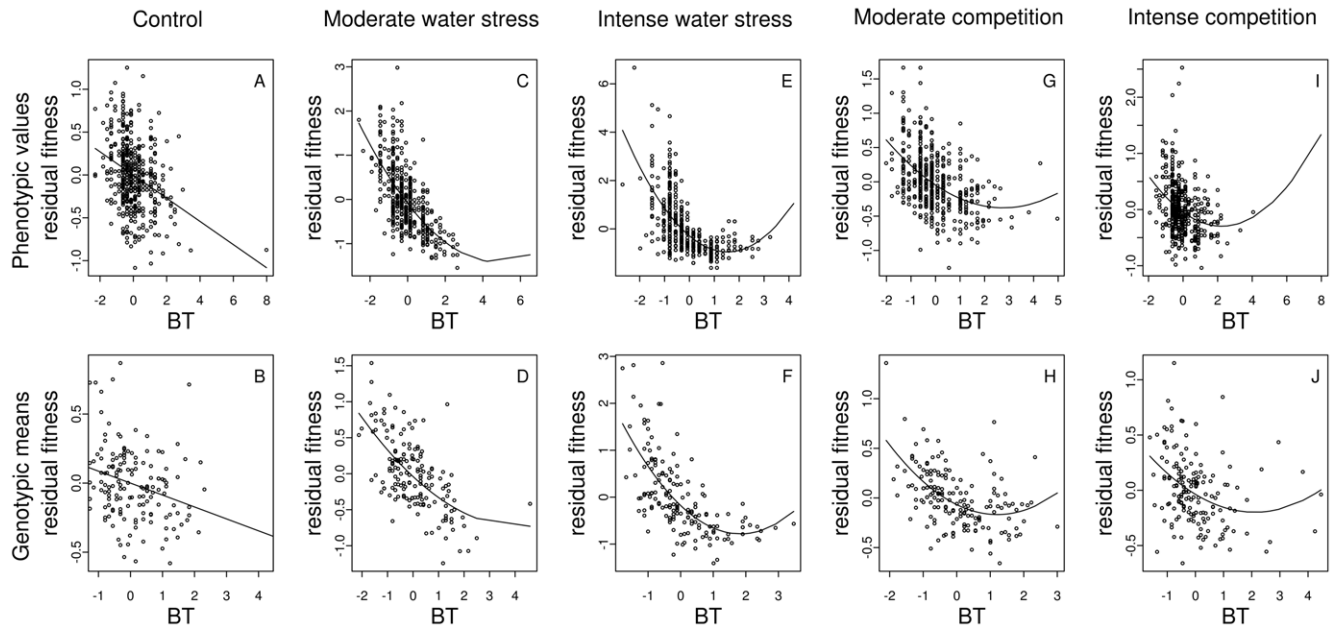 Control Moderate water stress Intense water stress Moderate competition Intense competition
Phenotypic values
residual fitness
1.0
0.5
0.0
-0.5
-1.0
A
-2 0 2 4 6 8
BT
residual fitness
3
2
1
0
-1
C
-2 0 2 4 6
BT
residual fitness
6
4
2
0
E
-2 -1 0 1 2 3 4
BT
residual fitness
1.5
1.0
0.5
0.0
-0.5
-1.0
G
-2 -1 0 1 2 3 4 5
BT
residual fitness
2.0
1.0
0.0
-1.0
I
-2 0 2 4 6 8
BT
Genotypic means
residual fitness
0.5
0.0
-0.5
B
-1 0 1 2 3 4
BT
residual fitness
1.5
1.0
0.5
0.0
-0.5
-1.0
D
-2 -1 0 1 2 3 4
BT
residual fitness
3
2
1
0
-1
F
-1 0 1 2 3
BT
residual fitness
1.0
0.5
0.0
-0.5
H
-2 -1 0 1 2 3
BT
residual fitness
1.0
0.5
0.0
-0.5
J
-1 0 1 2 3 4
BT